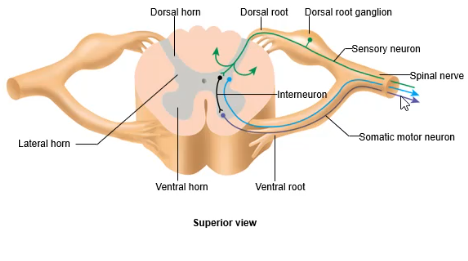 Dorsal horn
Dorsal root
Dorsal root ganglion
Sensory neuron
Spinal nerve
Interneuron
Somatic motor neuron
Lateral horn
Ventral horn
Ventral root
Superior view